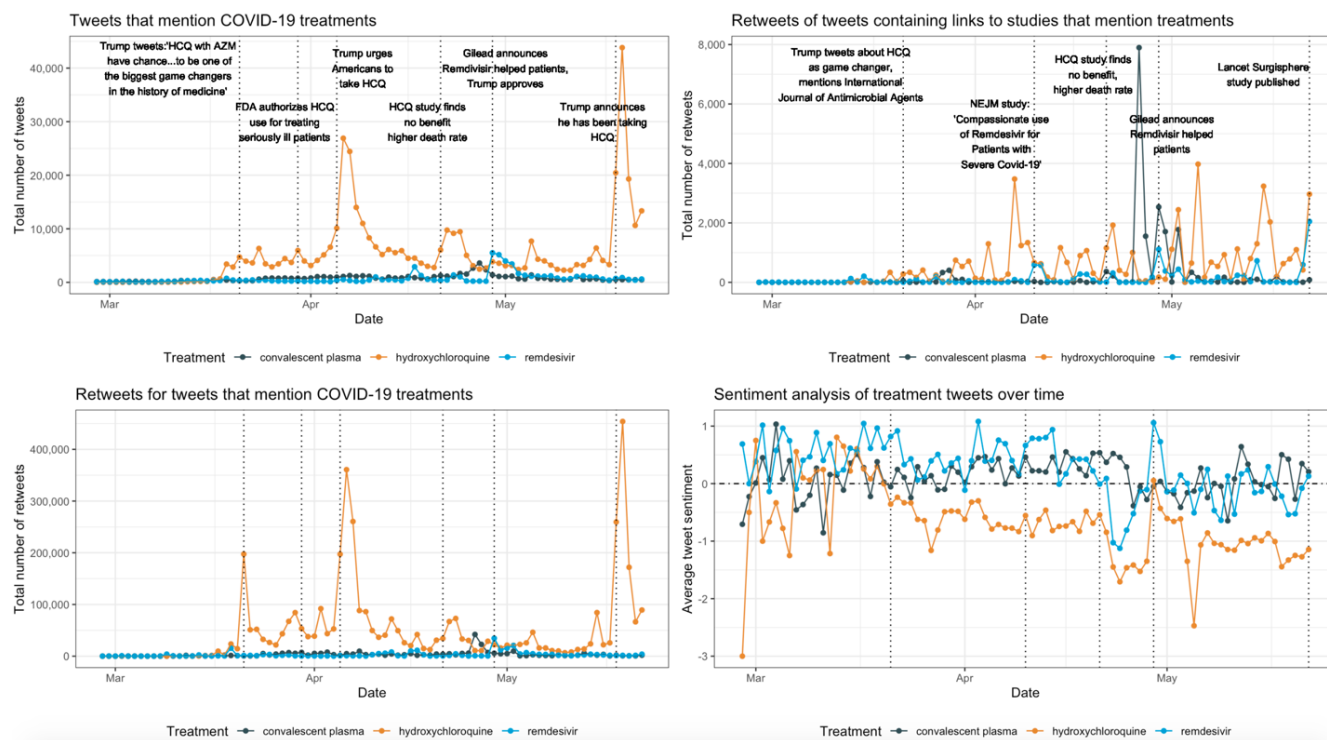 Tweets that mention COVID-19 treatments
Trump tweets:'HCQ wth AZM
have chance...to be one of
the biggest game changers
in the history of medicine'
FDA authorizes HCQ
use for treating
seriously ill patients
Trump urges
Americans to
take HCQ
HCQ study finds
no benefit
higher death rate
Gilead announces
Remdivisir helped patients,
Trump approves
Trump announces
he has been taking
HCQ
Total number of tweets
40,000
30,000
20,000
10,000
0
Mar
Apr
May
Date
Treatment convalescent plasma hydroxychloroquine remdesivir
Retweets of tweets containing links to studies that mention treatments
Trump tweets about HCQ
as game changer,
mentions International
Journal of Antimicrobial Agents
NEJM study:
'Compassionate use
of Remdesivir for
Patients with
Severe Covid-19'
HCQ study finds
no benefit,
higher death rate
Gilead announces
Remdivisir helped
patients
Lancet Surgisphere
study published
Total number of retweets
8,000
6,000
4,000
2,000
0
Mar
Apr
May
Date
Treatment convalescent plasma hydroxychloroquine remdesivir
Retweets for tweets that mention COVID-19 treatments
Total number of retweets
400,000
300,000
200,000
100,000
0
Mar
Apr
May
Date
Treatment convalescent plasma hydroxychloroquine remdesivir
Sentiment analysis of treatment tweets over time
Average tweet sentiment
1
0
-1
-2
-3
Mar
Apr
May
Date
Treatment convalescent plasma hydroxychloroquine remdesivir